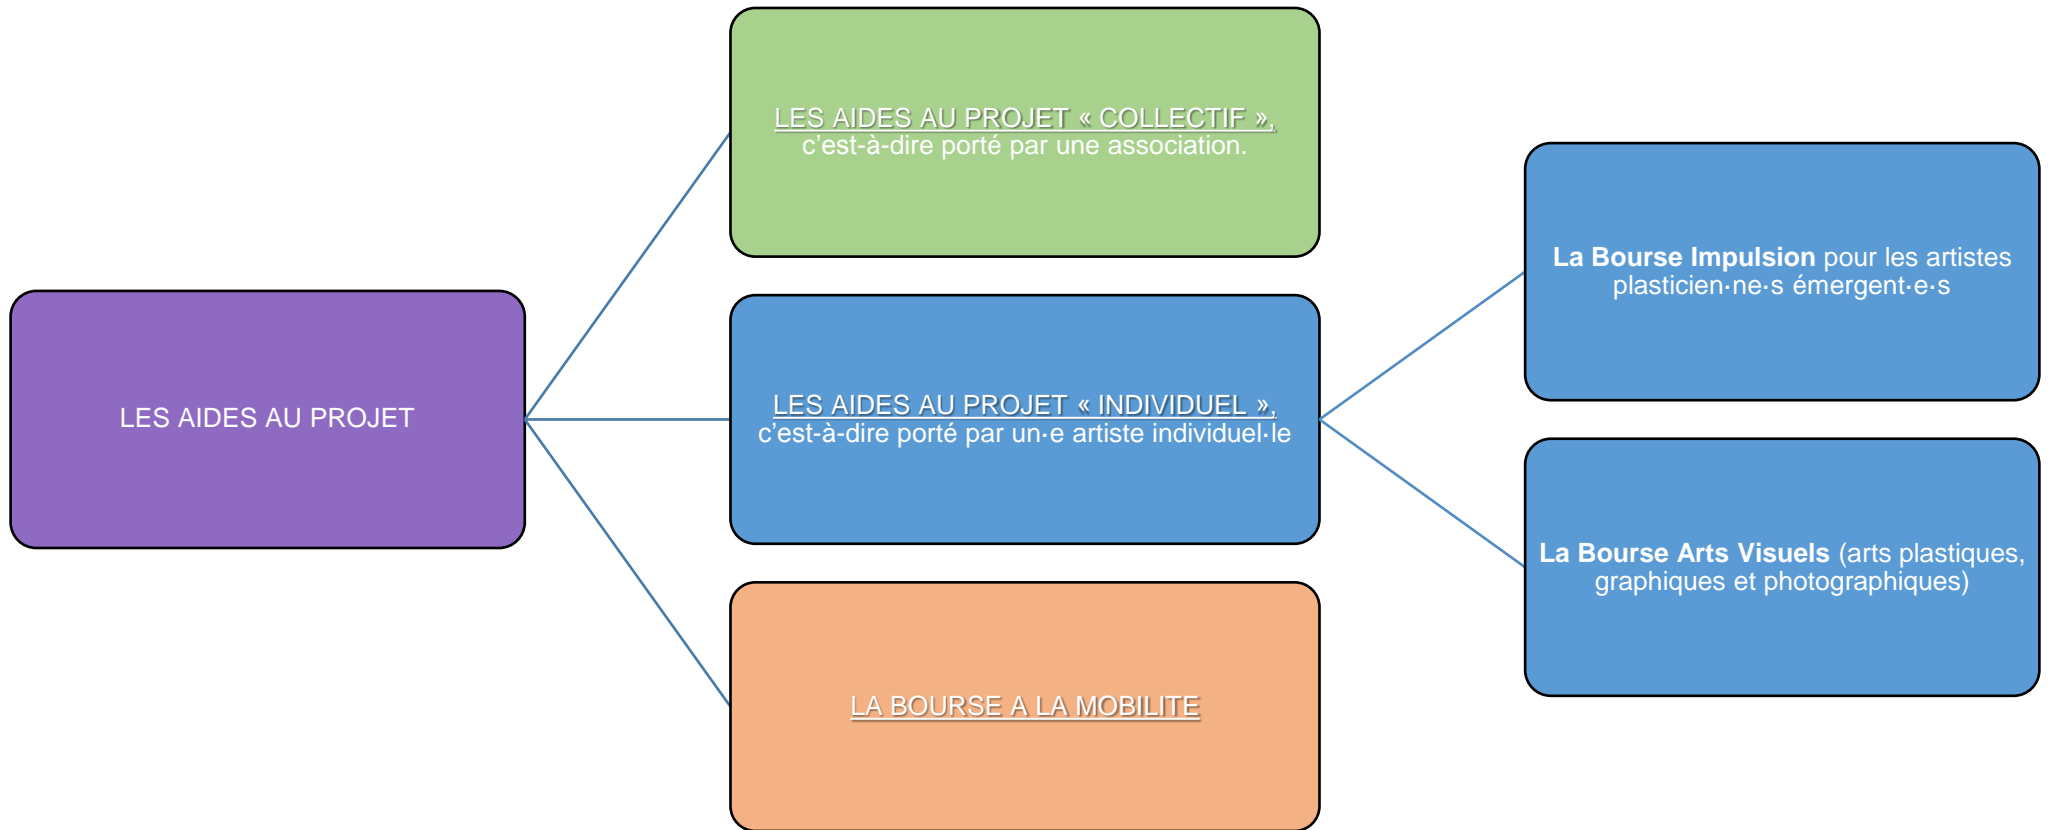 LES AIDES AU PROJET
LES AIDES AU PROJET « COLLECTIF »,
c’est-à-dire porté par une association.
LES AIDES AU PROJET « INDIVIDUEL »,
c’est-à-dire porté par un·e artiste individuel·le
LA BOURSE A LA MOBILITE
La Bourse Impulsion pour les artistes
plasticien·ne·s émergent·e·s
La Bourse Arts Visuels (arts plastiques,
graphiques et photographiques)